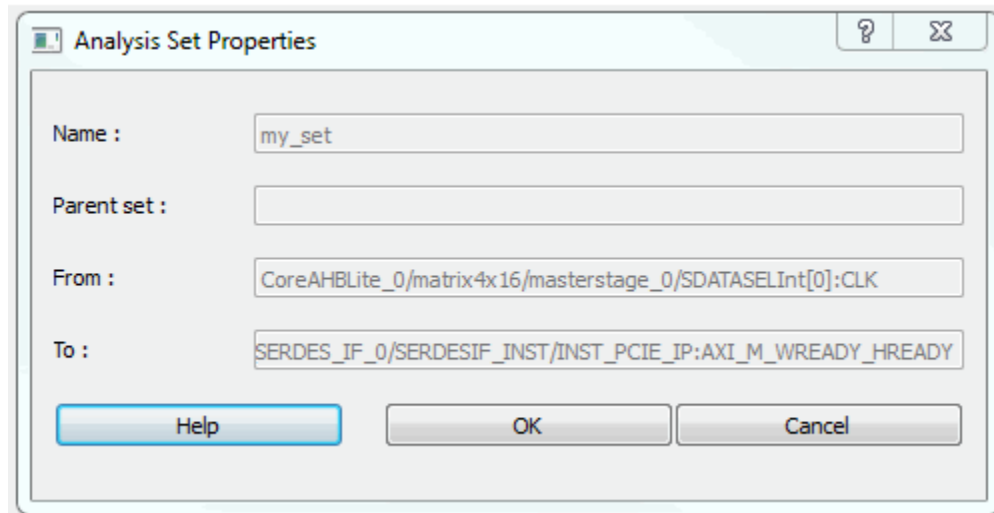 Analysis Set Properties
Name : my_set
Parent set :
From : CoreAHBLite_0/matrix4x16/masterstage_0/SDATASELInt[0]:CLK
To : SERDES_IF_0/SERDESIF_INST/INST_PCIE_IP:AXI_M_WREADY_HREADY
Help OK Cancel